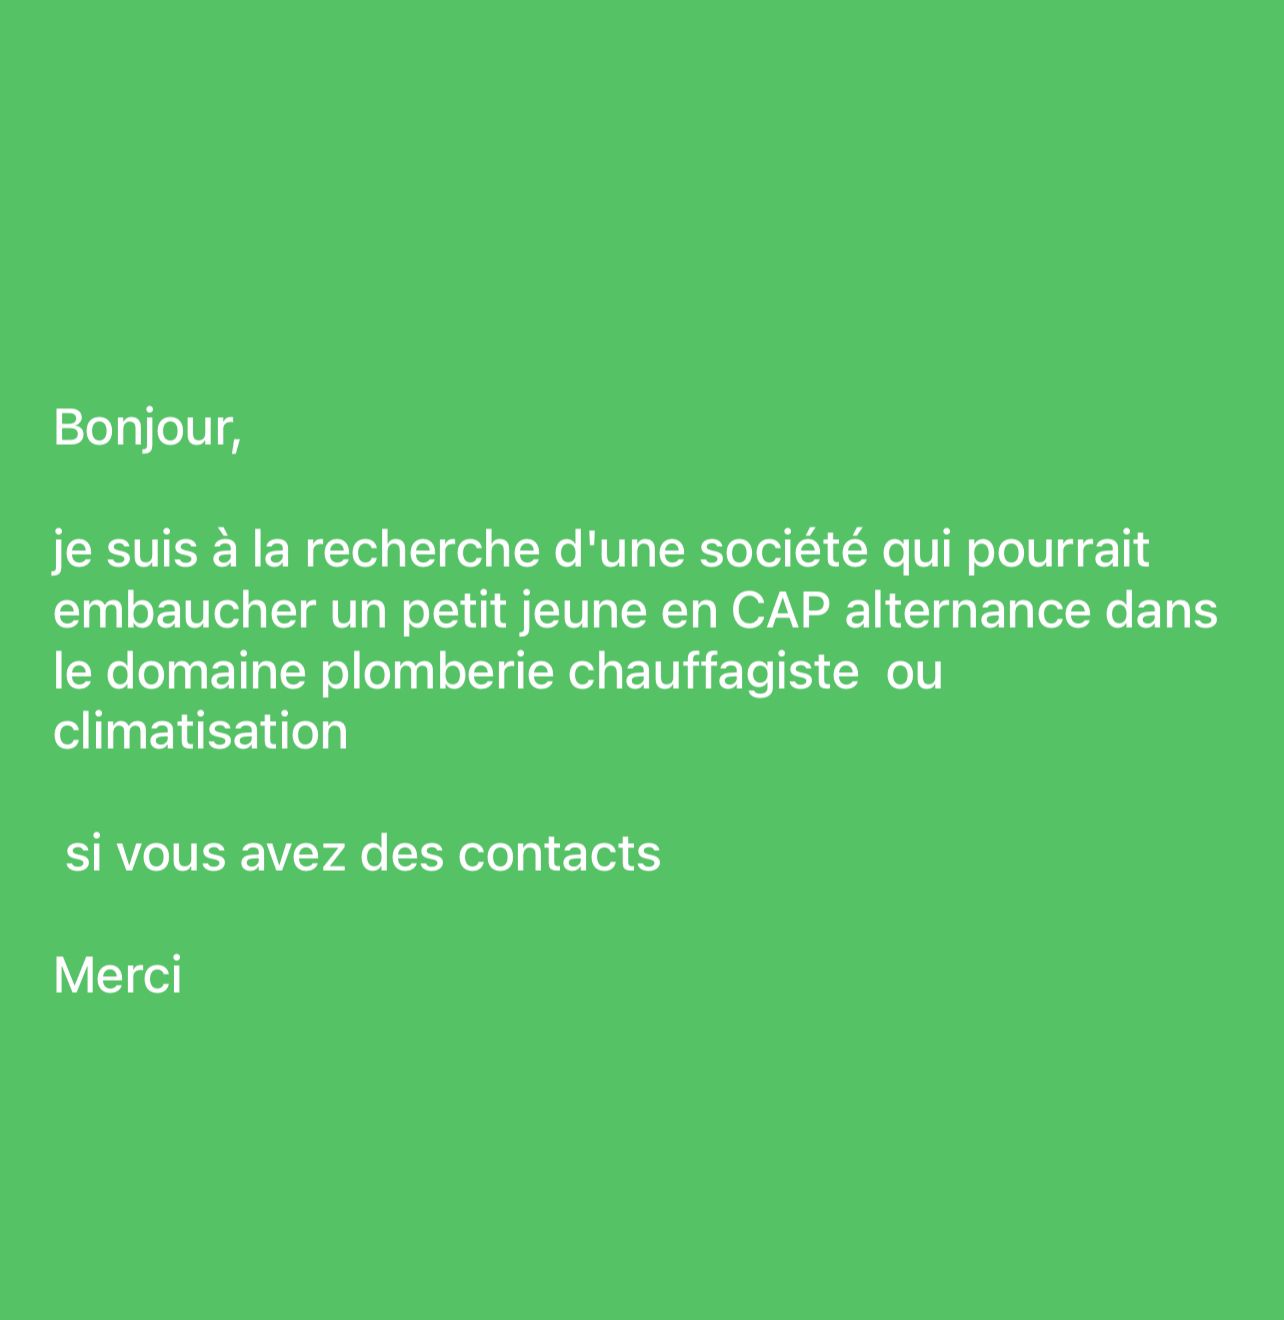 Bonjour,
je suis à la recherche d'une société qui pourrait
embaucher un petit jeune en CAP alternance dans
le domaine plomberie chauffagiste  ou
climatisation
si vous avez des contacts
Merci